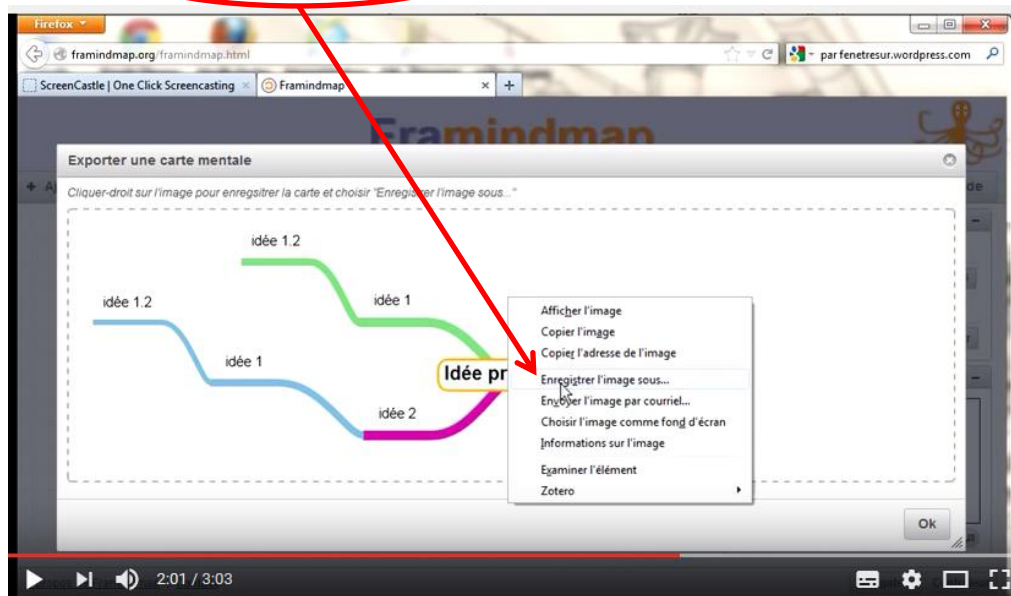 Firefox
framindmap.org/framindmap.html
parfenetresur.wordpress.com
ScreenCastle | One Click Screencasting
Framindmap
Framindmap
Exporter une carte mentale
Cliquer-droit sur l'image pour enregsitrer la carte et choisir "Enregistrer l'image sous..."
idée 1.2
idée 1.2
idée 1
idée 1
Idée pr
idée 2
Afficher l'image
Copier l'image
Copier l'adresse de l'image
Enregistrer l'image sous...
Envoyer l'image par courriel...
Choisir l'image comme fond d'écran
Informations sur l'image
Examiner l'élément
Zotero
Ok
2:01 / 3:03